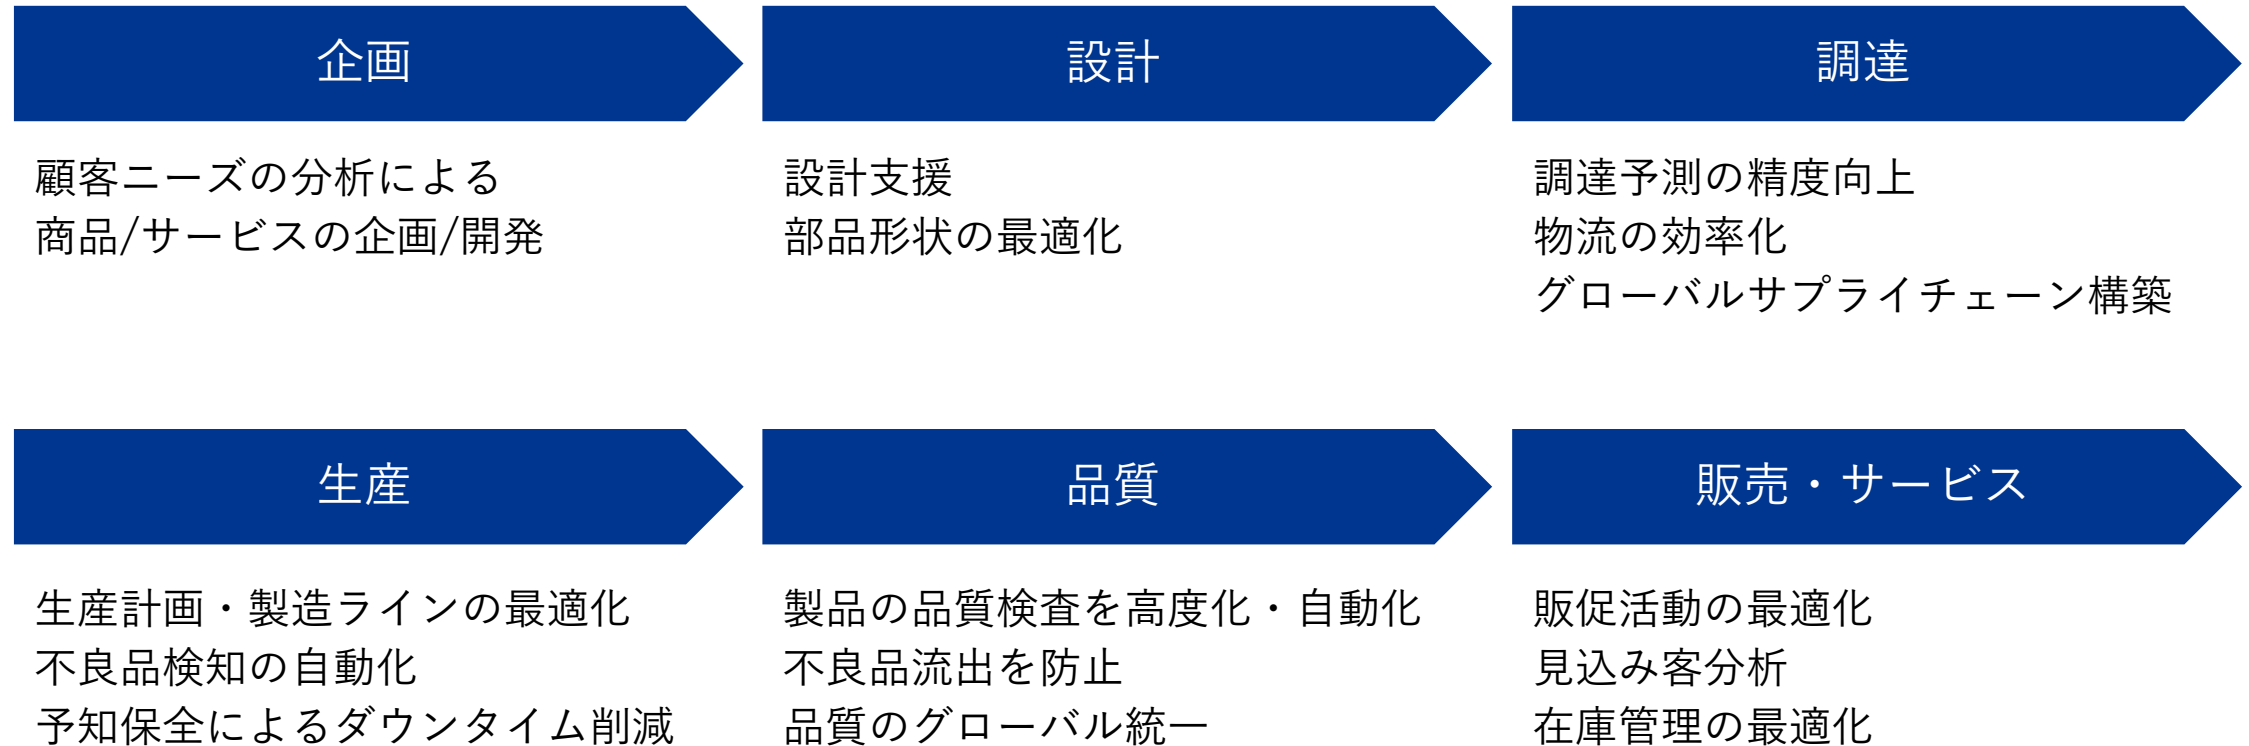 企画
顧客ニーズの分析による
商品/サービスの企画/開発
設計
設計支援
部品形状の最適化
調達
調達予測の精度向上
物流の効率化
グローバルサプライチェーン構築
生産
生産計画・製造ラインの最適化
不良品検知の自動化
予知保全によるダウンタイム削減
品質
製品の品質検査を高度化・自動化
不良品流出を防止
品質のグローバル統一
販売・サービス
販促活動の最適化
見込み客分析
在庫管理の最適化